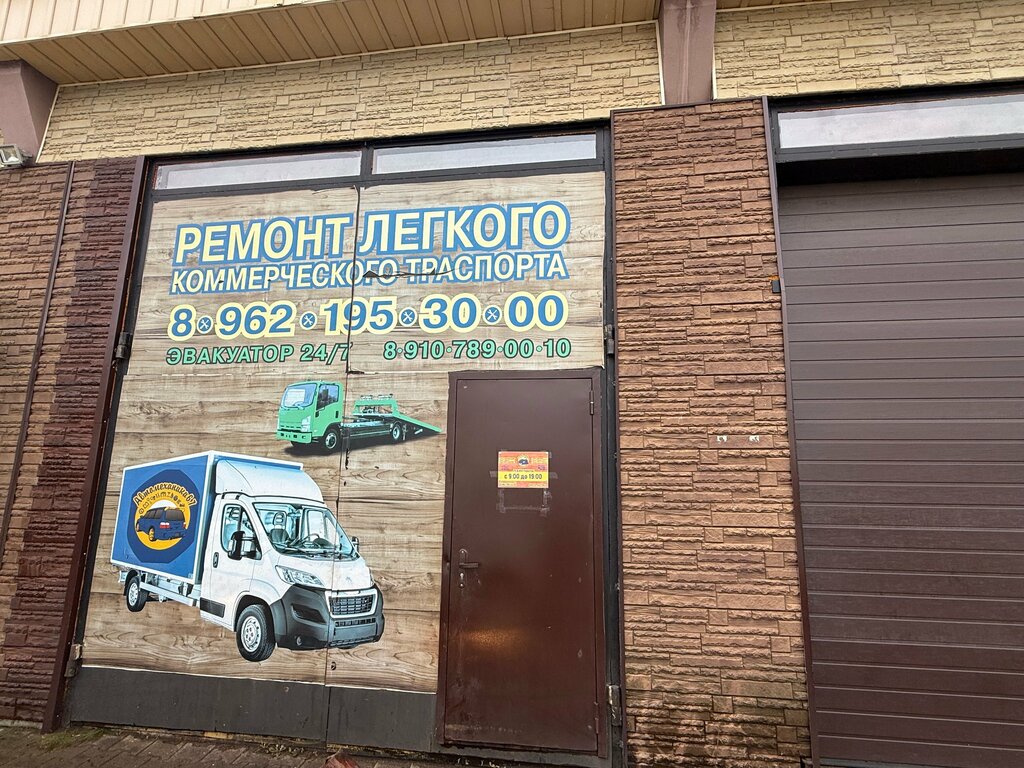 РЕМОНТ ЛЕГКОГО
КОММЕРЧЕСКОГО ТРАСПОРТА
8 962 195 30 00
ЭВАКУАТОР 24/7 8·910·789·00·10
Автомеханика69
с 9:00 до 19:00